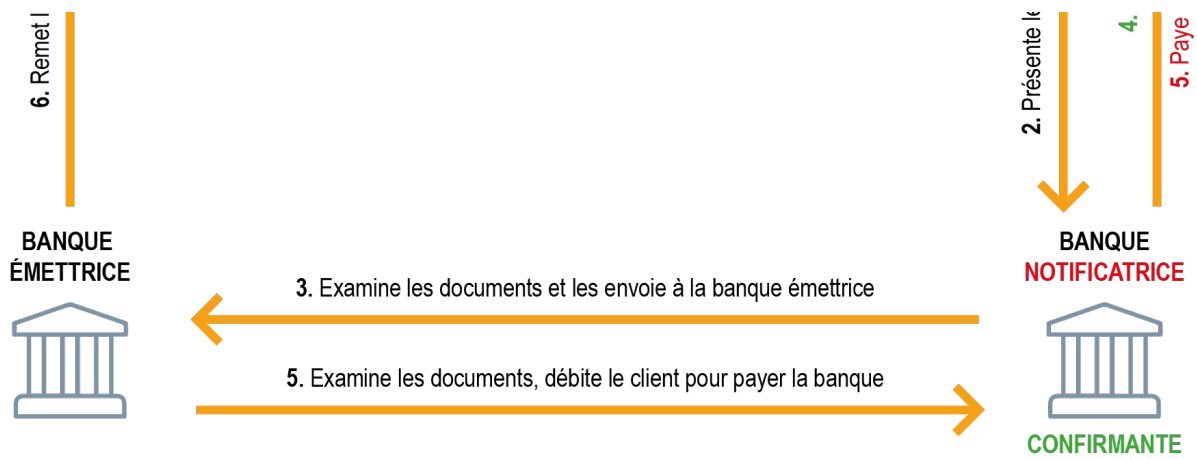 6. Remet l
2. Présente le
4.
5. Paye
BANQUE
ÉMETTRICE
BANQUE
NOTIFICATRICE
3. Examine les documents et les envoie à la banque émettrice
5. Examine les documents, débite le client pour payer la banque
CONFIRMANTE